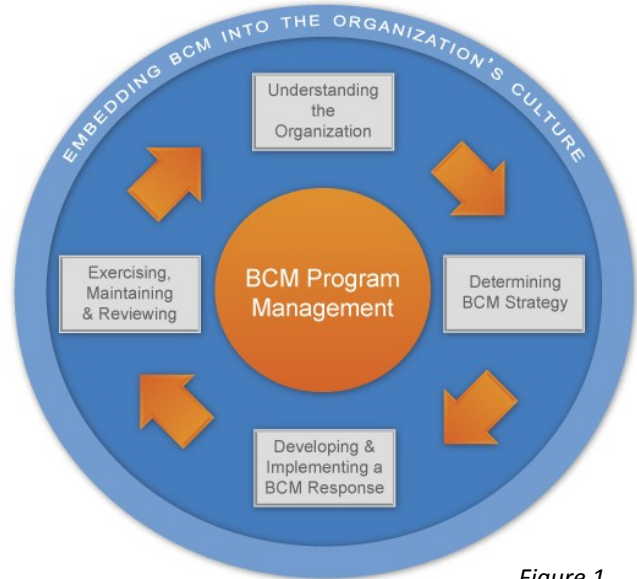 EMBEDDING BCM INTO THE ORGANIZATION'S CULTURE
Understanding
the
Organization
Exercising,
Maintaining
& Reviewing
BCM Program
Management
Determining
BCM Strategy
Developing &
Implementing a
BCM Response
Figure 1